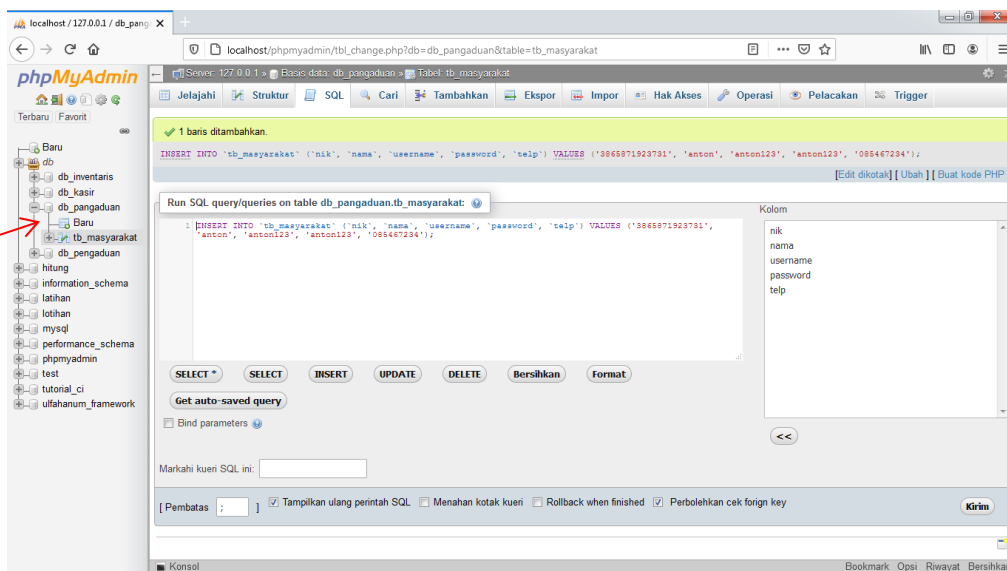 localhost / 127.0.0.1 / db_pang
localhost/phpmyadmin/tbl_change.php?db=db_pangaduan&table=tb_masyarakat
phpMyAdmin
Terbaru Favorit
Baru
db
db_inventaris
db_kasir
db_pangaduan
Baru
tb_masyarakat
db_pengaduan
hitung
information_schema
latihan
lotihan
mysql
performance_schema
phpmyadmin
test
tutorial_ci
ulfahanum_framework
Server: 127.0.0.1 » Basis data: db_pangaduan » Tabel: tb_masyarakat
Jelajahi Struktur SQL Cari Tambahkan Ekspor Impor Hak Akses Operasi Pelacakan Trigger
1 baris ditambahkan.
INSERT INTO `tb_masyarakat` (`nik`, `nama`, `username`, `password`, `telp`) VALUES ('3865871923731', 'anton', 'anton123', 'anton123', '085467234');
[Edit dikotak] [ Ubah ] [ Buat kode PHP
Run SQL query/queries on table db_pangaduan.tb_masyarakat:
1 INSERT INTO `tb_masyarakat` (`nik`, `nama`, `username`, `password`, `telp`) VALUES ('3865871923731',
'anton', 'anton123', 'anton123', '085467234');
Kolom
nik
nama
username
password
telp
SELECT * SELECT INSERT UPDATE DELETE Bersihkan Format
Get auto-saved query
Bind parameters
<<
Markahi kueri SQL ini:
[ Pembatas ; ] Tampilkan ulang perintah SQL Menahan kotak kueri Rollback when finished Perbolehkan cek forign key
Kirim
Konsol
Bookmark Opsi Riwayat Bersihka